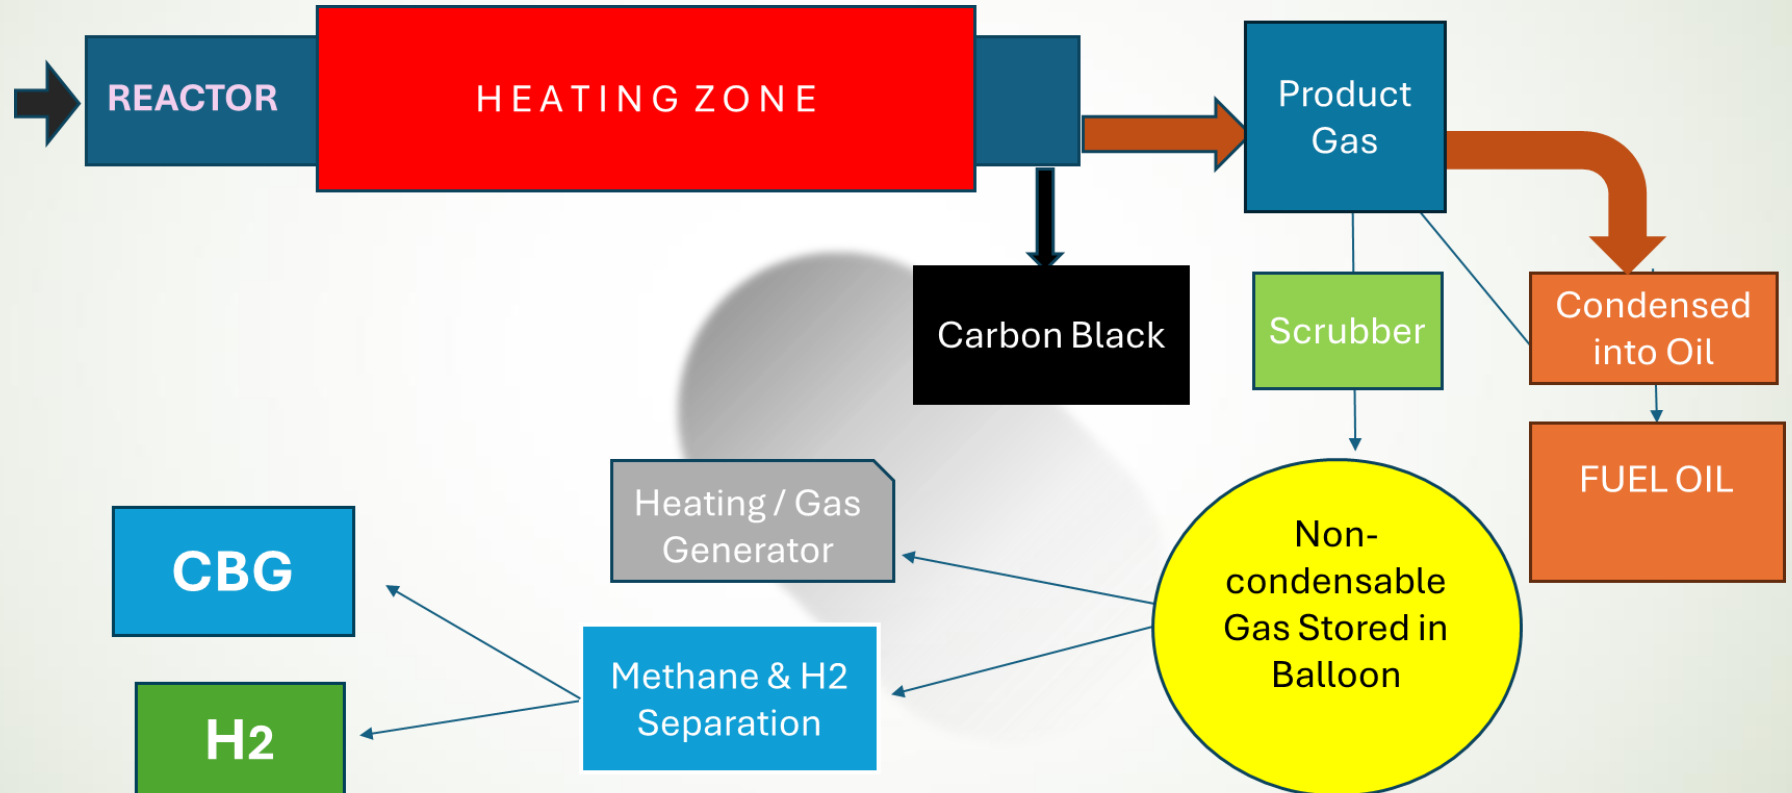 REACTOR
HEATING ZONE
Product
Gas
Carbon Black
Scrubber
Condensed
into Oil
FUEL OIL
Heating / Gas
Generator
Non-
condensable
Gas Stored in
Balloon
CBG
Methane & H2
Separation
H2